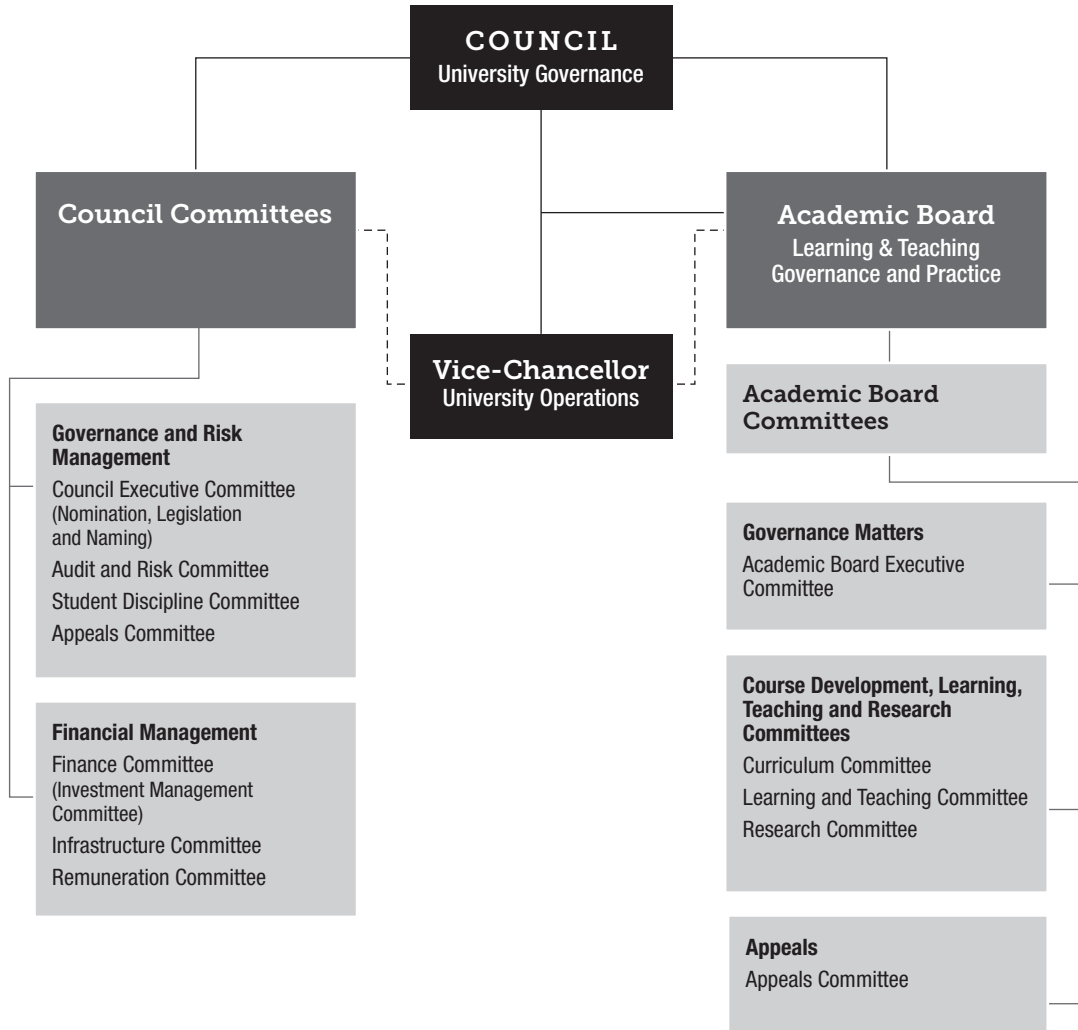 COUNCIL
University Governance
Council Committees
Academic Board
Learning & Teaching
Governance and Practice
Vice-Chancellor
University Operations
Governance and Risk
Management
Council Executive Committee
(Nomination, Legislation
and Naming)
Audit and Risk Committee
Student Discipline Committee
Appeals Committee
Financial Management
Finance Committee
(Investment Management
Committee)
Infrastructure Committee
Remuneration Committee
Academic Board
Committees
Governance Matters
Academic Board Executive
Committee
Course Development, Learning,
Teaching and Research
Committees
Curriculum Committee
Learning and Teaching Committee
Research Committee
Appeals
Appeals Committee